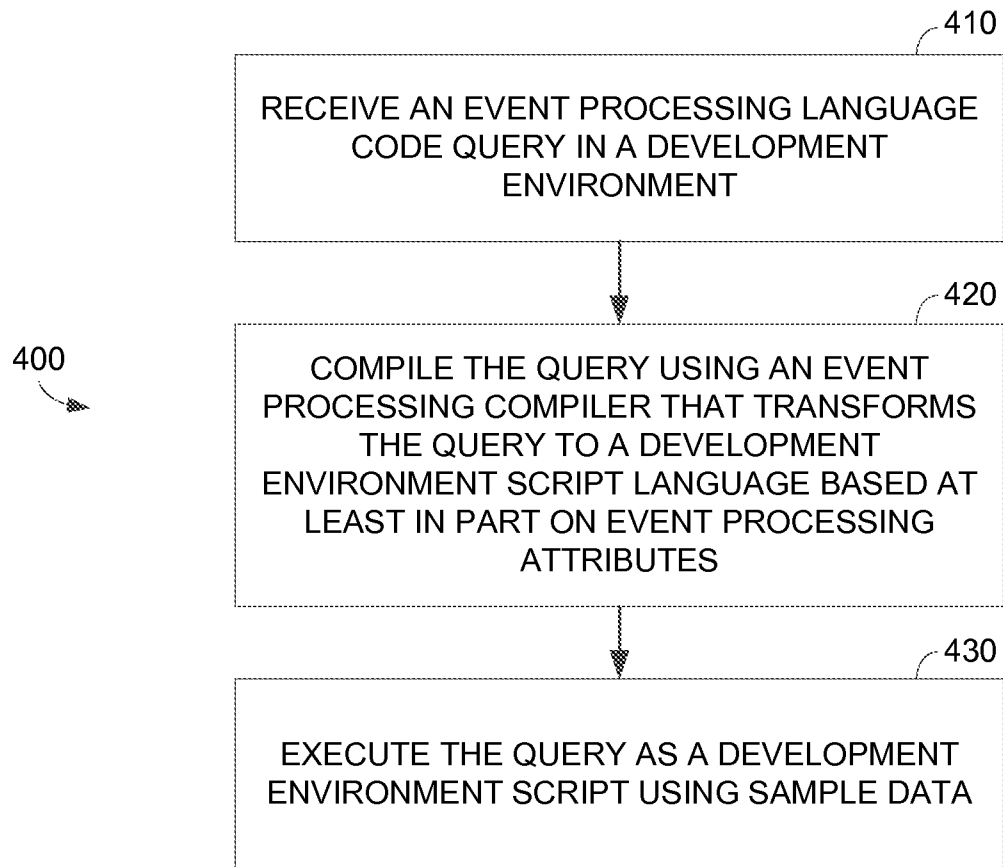 410
RECEIVE AN EVENT PROCESSING LANGUAGE
CODE QUERY IN A DEVELOPMENT
ENVIRONMENT
420
400
COMPILE THE QUERY USING AN EVENT
PROCESSING COMPILER THAT TRANSFORMS
THE QUERY TO A DEVELOPMENT
ENVIRONMENT SCRIPT LANGUAGE BASED AT
LEAST IN PART ON EVENT PROCESSING
ATTRIBUTES
430
EXECUTE THE QUERY AS A DEVELOPMENT
ENVIRONMENT SCRIPT USING SAMPLE DATA